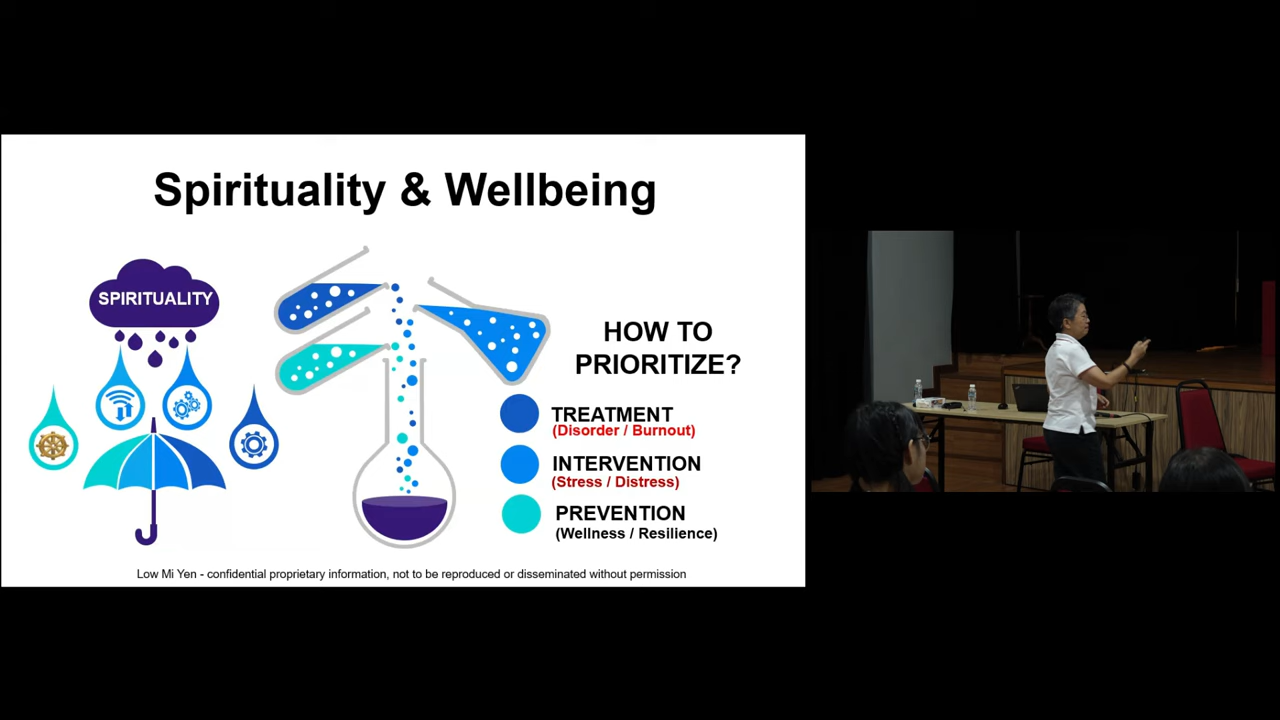 Spirituality & Wellbeing
SPIRITUALITY
HOW TO
PRIORITIZE?
TREATMENT
(Disorder / Burnout)
INTERVENTION
(Stress / Distress)
PREVENTION
(Wellness / Resilience)
Low Mi Yen - confidential proprietary information, not to be reproduced or disseminated without permission